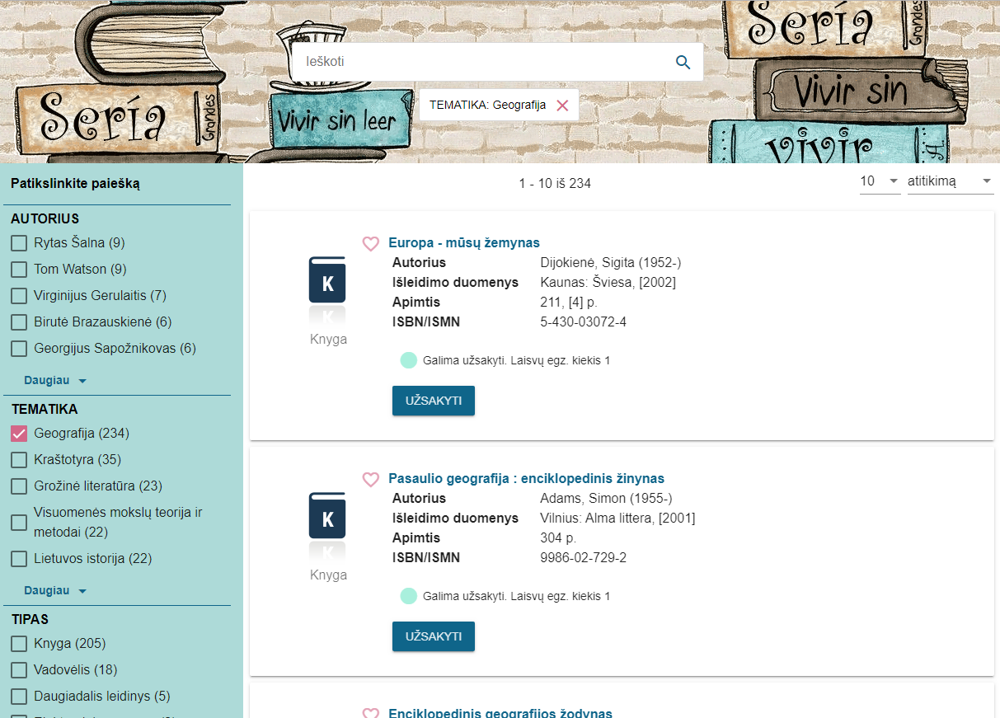 Sería
Grandes
Sería
Grandes
Vivir sin
Vivir sin leer
vivir
Ieškoti
TEMATIKA: Geografija
Patikslinkite paiešką
1 - 10 iš 234
10
atitikimą
AUTORIUS
Rytas Šalna (9)
Tom Watson (9)
Virginijus Gerulaitis (7)
Birutė Brazauskienė (6)
Georgijus Sapožnikovas (6)
Daugiau
TEMATIKA
Geografija (234)
Kraštotyra (35)
Grožinė literatūra (23)
Visuomenės mokslų teorija ir
metodai (22)
Lietuvos istorija (22)
Daugiau
TIPAS
Knyga (205)
Vadovėlis (18)
Daugiadalis leidinys (5)
Europa - mūsų žemynas
K
Knyga
Autorius Dijokienė, Sigita (1952-)
Išleidimo duomenys Kaunas: Šviesa, [2002]
Apimtis 211, [4] p.
ISBN/ISMN 5-430-03072-4
Galima užsakyti. Laisvų egz. kiekis 1
UŽSAKYTI
Pasaulio geografija : enciklopedinis žinynas
K
Knyga
Autorius Adams, Simon (1955-)
Išleidimo duomenys Vilnius: Alma littera, [2001]
Apimtis 304 p.
ISBN/ISMN 9986-02-729-2
Galima užsakyti. Laisvų egz. kiekis 1
UŽSAKYTI
Enciklopedinis geografijos žodynas